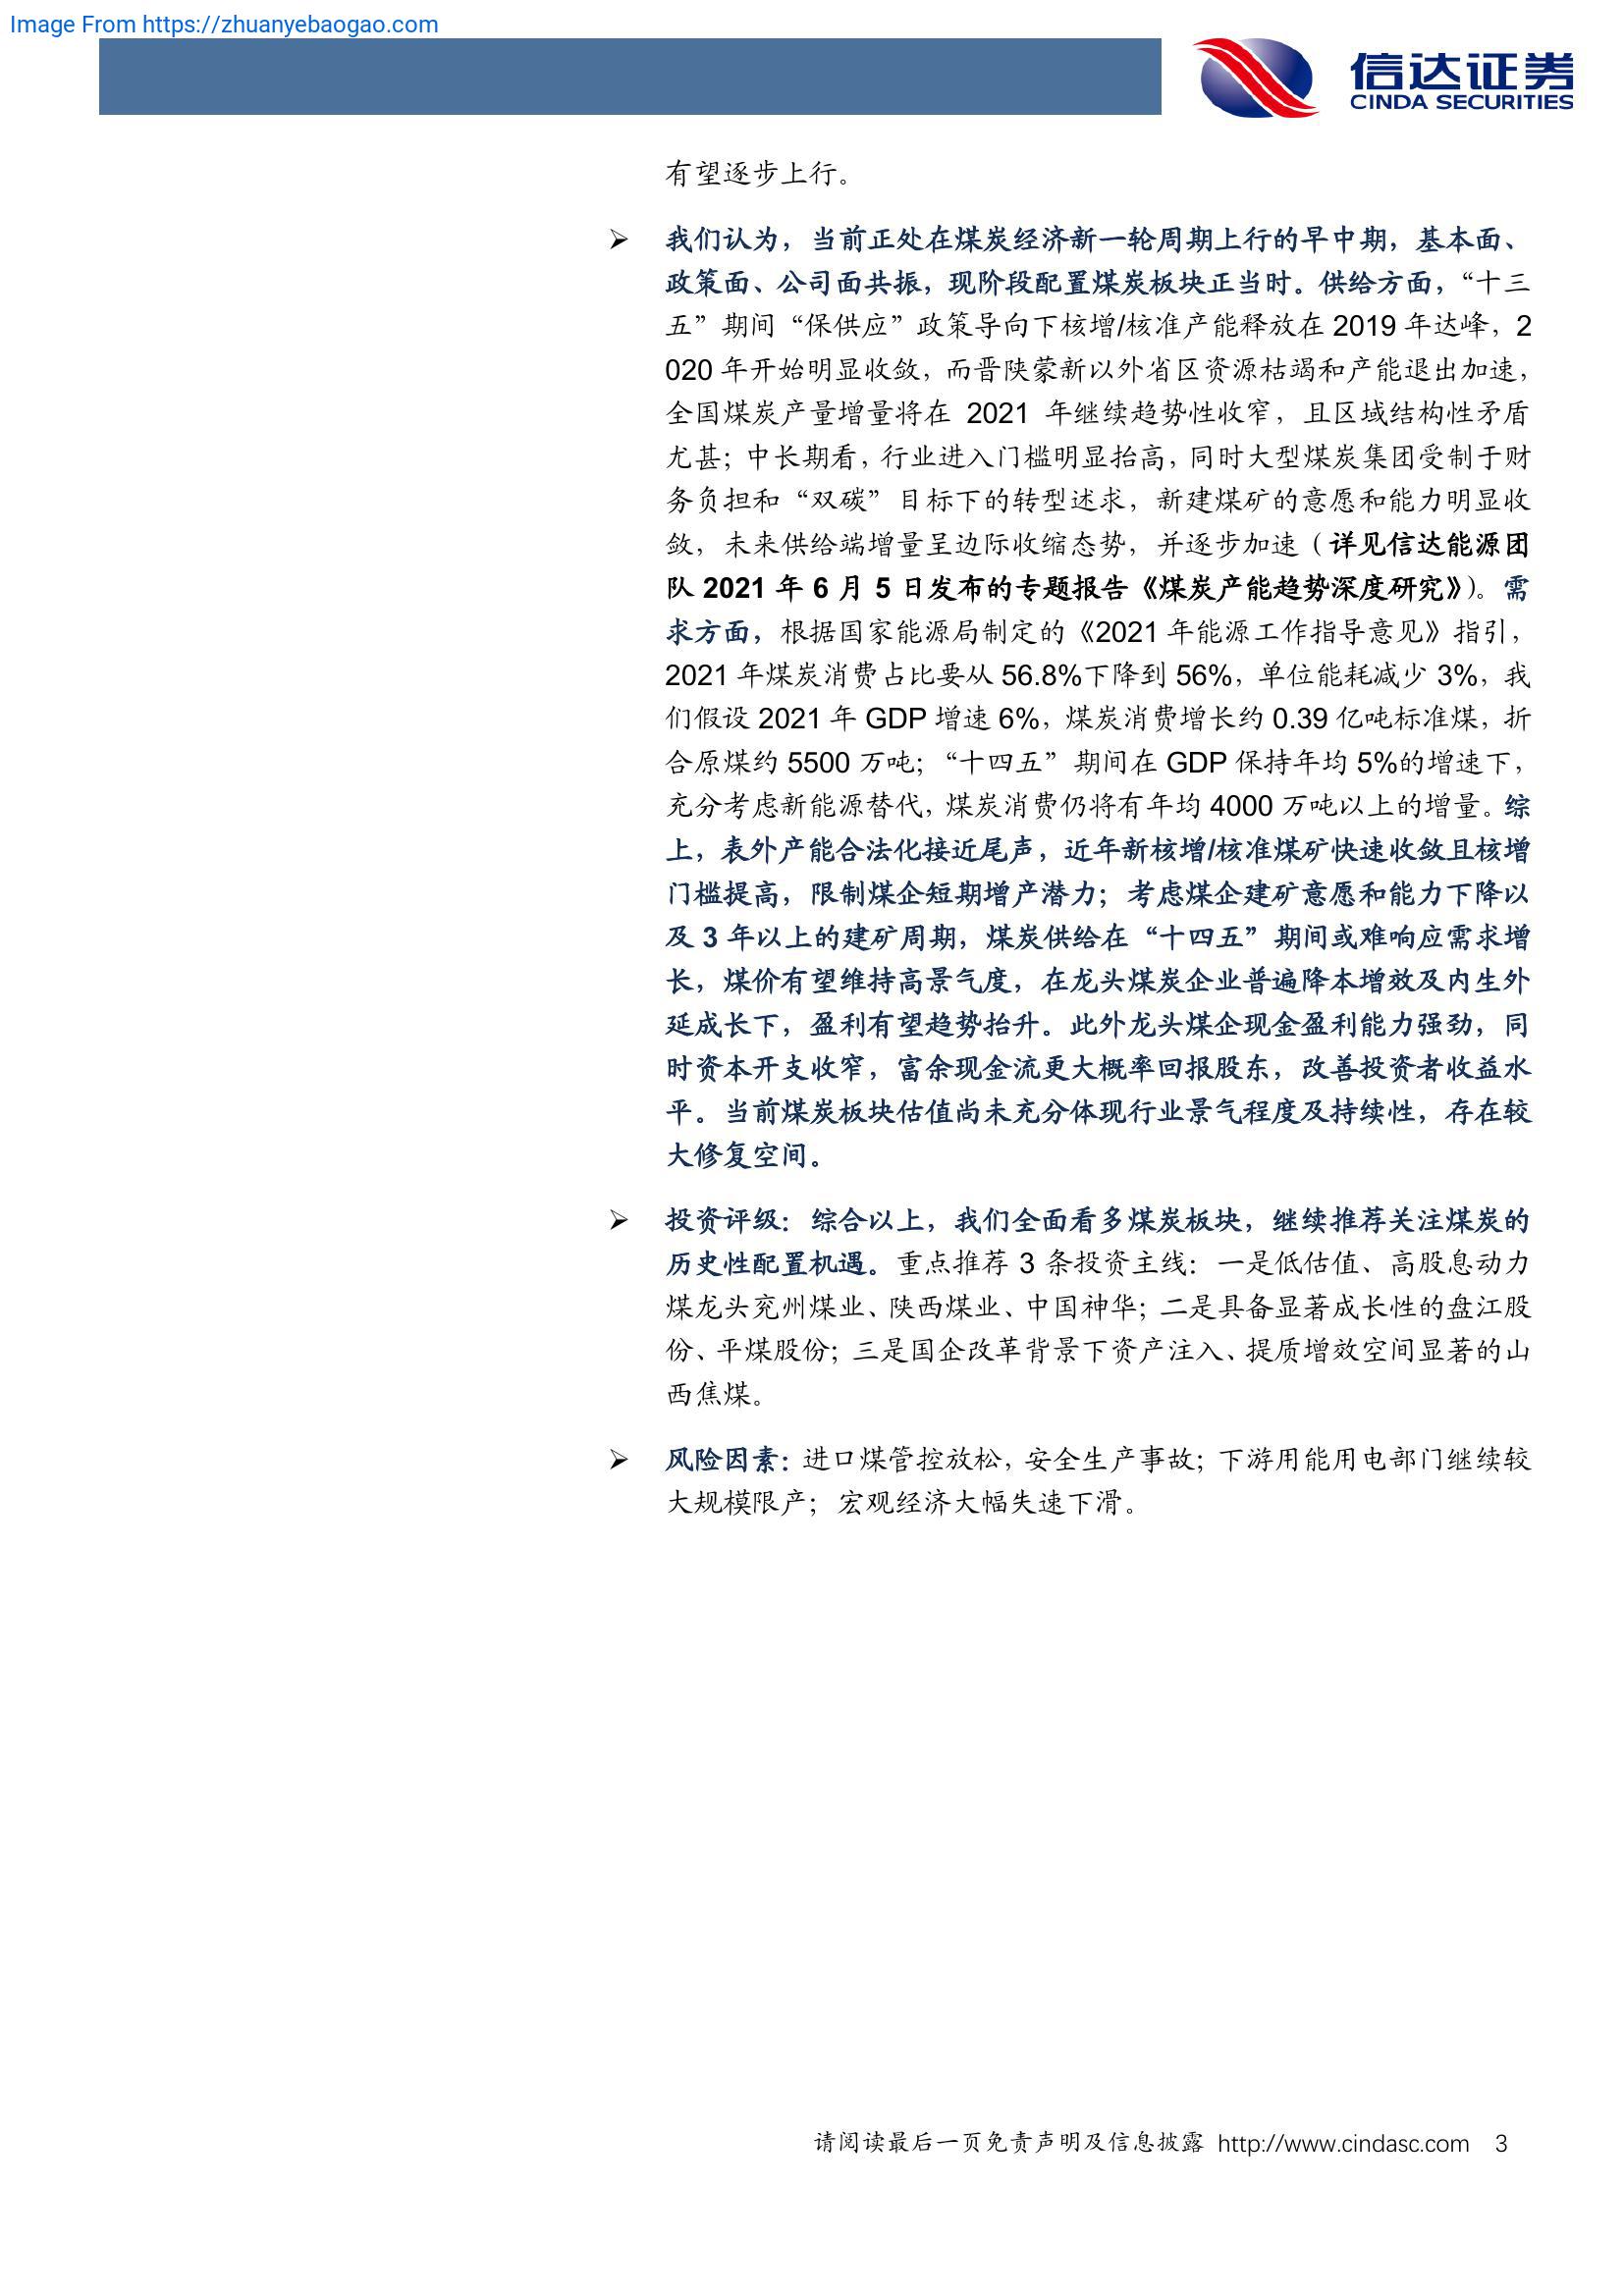 Image From https://zhuanyebaogao.com
信达证券
CINDA SECURITIES
有望逐步上行。
➢ 我们认为，当前正处在煤炭经济新一轮周期上行的早中期，基本面、
政策面、公司面共振，现阶段配置煤炭板块正当时。供给方面，“十三
五”期间“保供应”政策导向下核增/核准产能释放在 2019 年达峰，2
020 年开始明显收敛，而晋陕蒙新以外省区资源枯竭和产能退出加速，
全国煤炭产量增量将在 2021 年继续趋势性收窄，且区域结构性矛盾
尤甚；中长期看，行业进入门槛明显抬高，同时大型煤炭集团受制于财
务负担和“双碳”目标下的转型述求，新建煤矿的意愿和能力明显收
敛，未来供给端增量呈边际收缩态势，并逐步加速（详见信达能源团
队 2021 年 6 月 5 日发布的专题报告《煤炭产能趋势深度研究》）。需
求方面，根据国家能源局制定的《2021 年能源工作指导意见》指引，
2021 年煤炭消费占比要从 56.8%下降到 56%，单位能耗减少 3%，我
们假设 2021 年 GDP 增速 6%，煤炭消费增长约 0.39 亿吨标准煤，折
合原煤约 5500 万吨；“十四五”期间在 GDP 保持年均 5%的增速下，
充分考虑新能源替代，煤炭消费仍将有年均 4000 万吨以上的增量。综
上，表外产能合法化接近尾声，近年新核增/核准煤矿快速收敛且核增
门槛提高，限制煤企短期增产潜力；考虑煤企建矿意愿和能力下降以
及 3 年以上的建矿周期，煤炭供给在“十四五”期间或难响应需求增
长，煤价有望维持高景气度，在龙头煤炭企业普遍降本增效及内生外
延成长下，盈利有望趋势抬升。此外龙头煤企现金盈利能力强劲，同
时资本开支收窄，富余现金流更大概率回报股东，改善投资者收益水
平。当前煤炭板块估值尚未充分体现行业景气程度及持续性，存在较
大修复空间。
➢ 投资评级：综合以上，我们全面看多煤炭板块，继续推荐关注煤炭的
历史性配置机遇。重点推荐 3 条投资主线：一是低估值、高股息动力
煤龙头兖州煤业、陕西煤业、中国神华；二是具备显著成长性的盘江股
份、平煤股份；三是国企改革背景下资产注入、提质增效空间显著的山
西焦煤。
➢ 风险因素：进口煤管控放松，安全生产事故；下游用能用电部门继续较
大规模限产；宏观经济大幅失速下滑。
请阅读最后一页免责声明及信息披露 http://www.cindasc.com 3